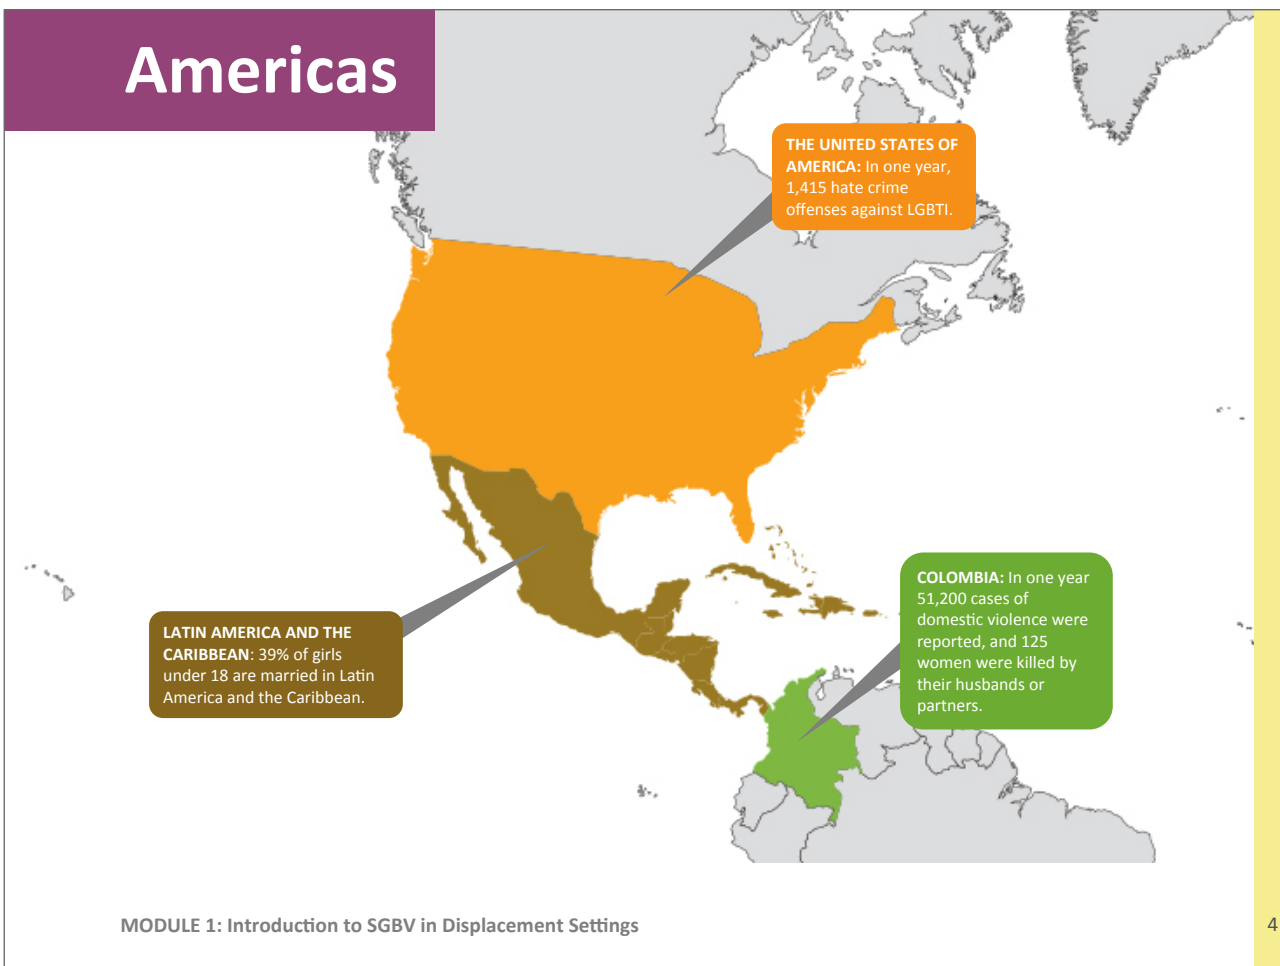 Americas
THE UNITED STATES OF
AMERICA: In one year,
1,415 hate crime
offenses against LGBTI.
COLOMBIA: In one year
51,200 cases of
domestic violence were
reported, and 125
women were killed by
their husbands or
partners.
LATIN AMERICA AND THE
CARIBBEAN: 39% of girls
under 18 are married in Latin
America and the Caribbean.
MODULE 1: Introduction to SGBV in Displacement Settings
4